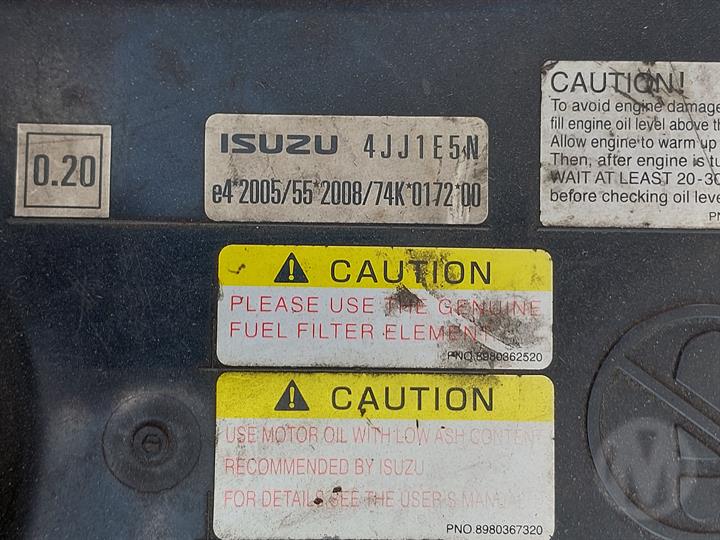 0.20
ISUZU 4JJ1E5N
e4*2005/55*2008/74K*0172*00
CAUTION!
To avoid engine damage
fill engine oil level above th
Allow engine to warm up
Then, after engine is tu
WAIT AT LEAST 20-30
before checking oil leve
PN
CAUTION
PLEASE USE THE GENUINE
FUEL FILTER ELEMENT
PNO.8980362520
CAUTION
USE MOTOR OIL WITH LOW ASH CONTENT
RECOMMENDED BY ISUZU
FOR DETAILS SEE THE USER'S MANUAL
PNO.8980367320
M